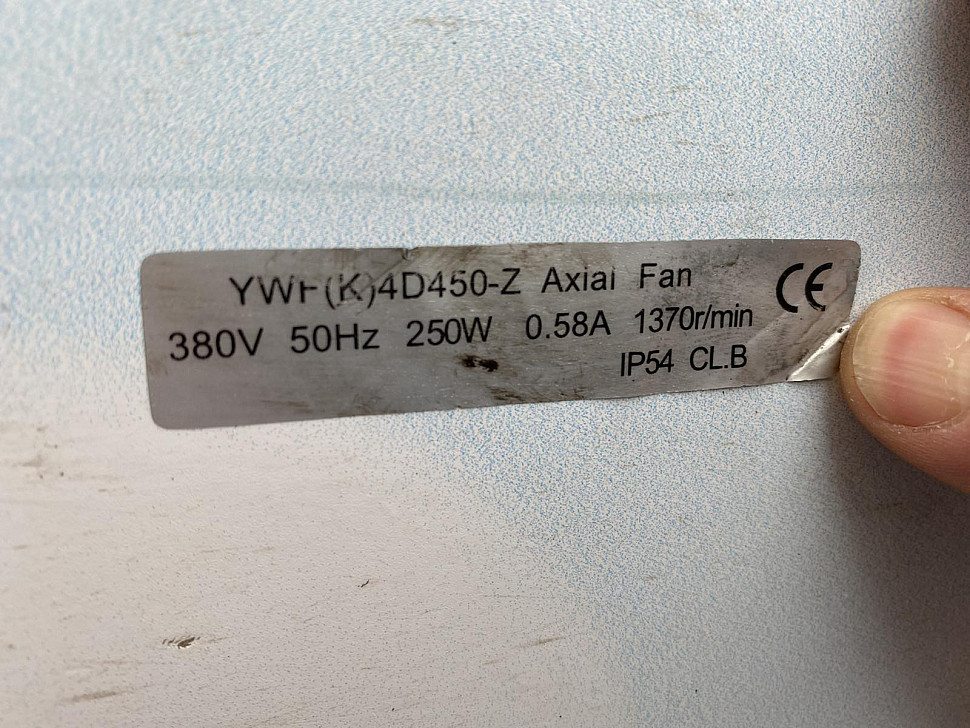 YWF(K)4D450-Z Axial Fan CE
380V 50Hz 250W 0.58A 1370r/min
IP54 CL.B